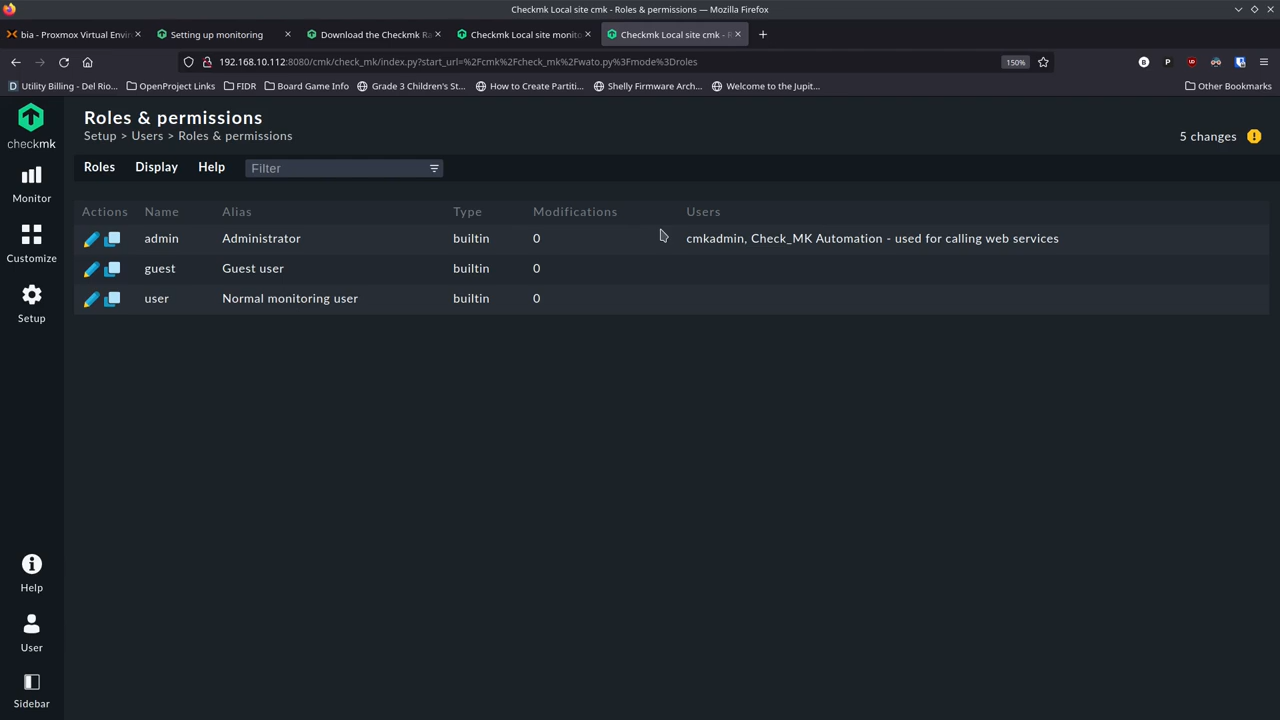 Checkmk Local site cmk - Roles & permissions — Mozilla Firefox
bia - Proxmox Virtual Envir
Setting up monitoring
Download the Checkmk Ra
Checkmk Local site monito
Checkmk Local site cmk - R
192.168.10.112:8080/cmk/check_mk/index.py?start_url=%2Fcmk%2Fcheck_mk%2Fwato.py%3Fmode%3Droles
150%
Utility Billing - Del Rio...
OpenProject Links
FIDR
Board Game Info
Grade 3 Children's St...
How to Create Partiti...
Shelly Firmware Arch...
Welcome to the Jupit...
Other Bookmarks
checkmk
Roles & permissions
Setup > Users > Roles & permissions
5 changes
Roles Display Help Filter
Actions Name Alias Type Modifications Users
admin Administrator builtin 0 cmkadmin, Check_MK Automation - used for calling web services
guest Guest user builtin 0
user Normal monitoring user builtin 0
Monitor
Customize
Setup
Help
User
Sidebar